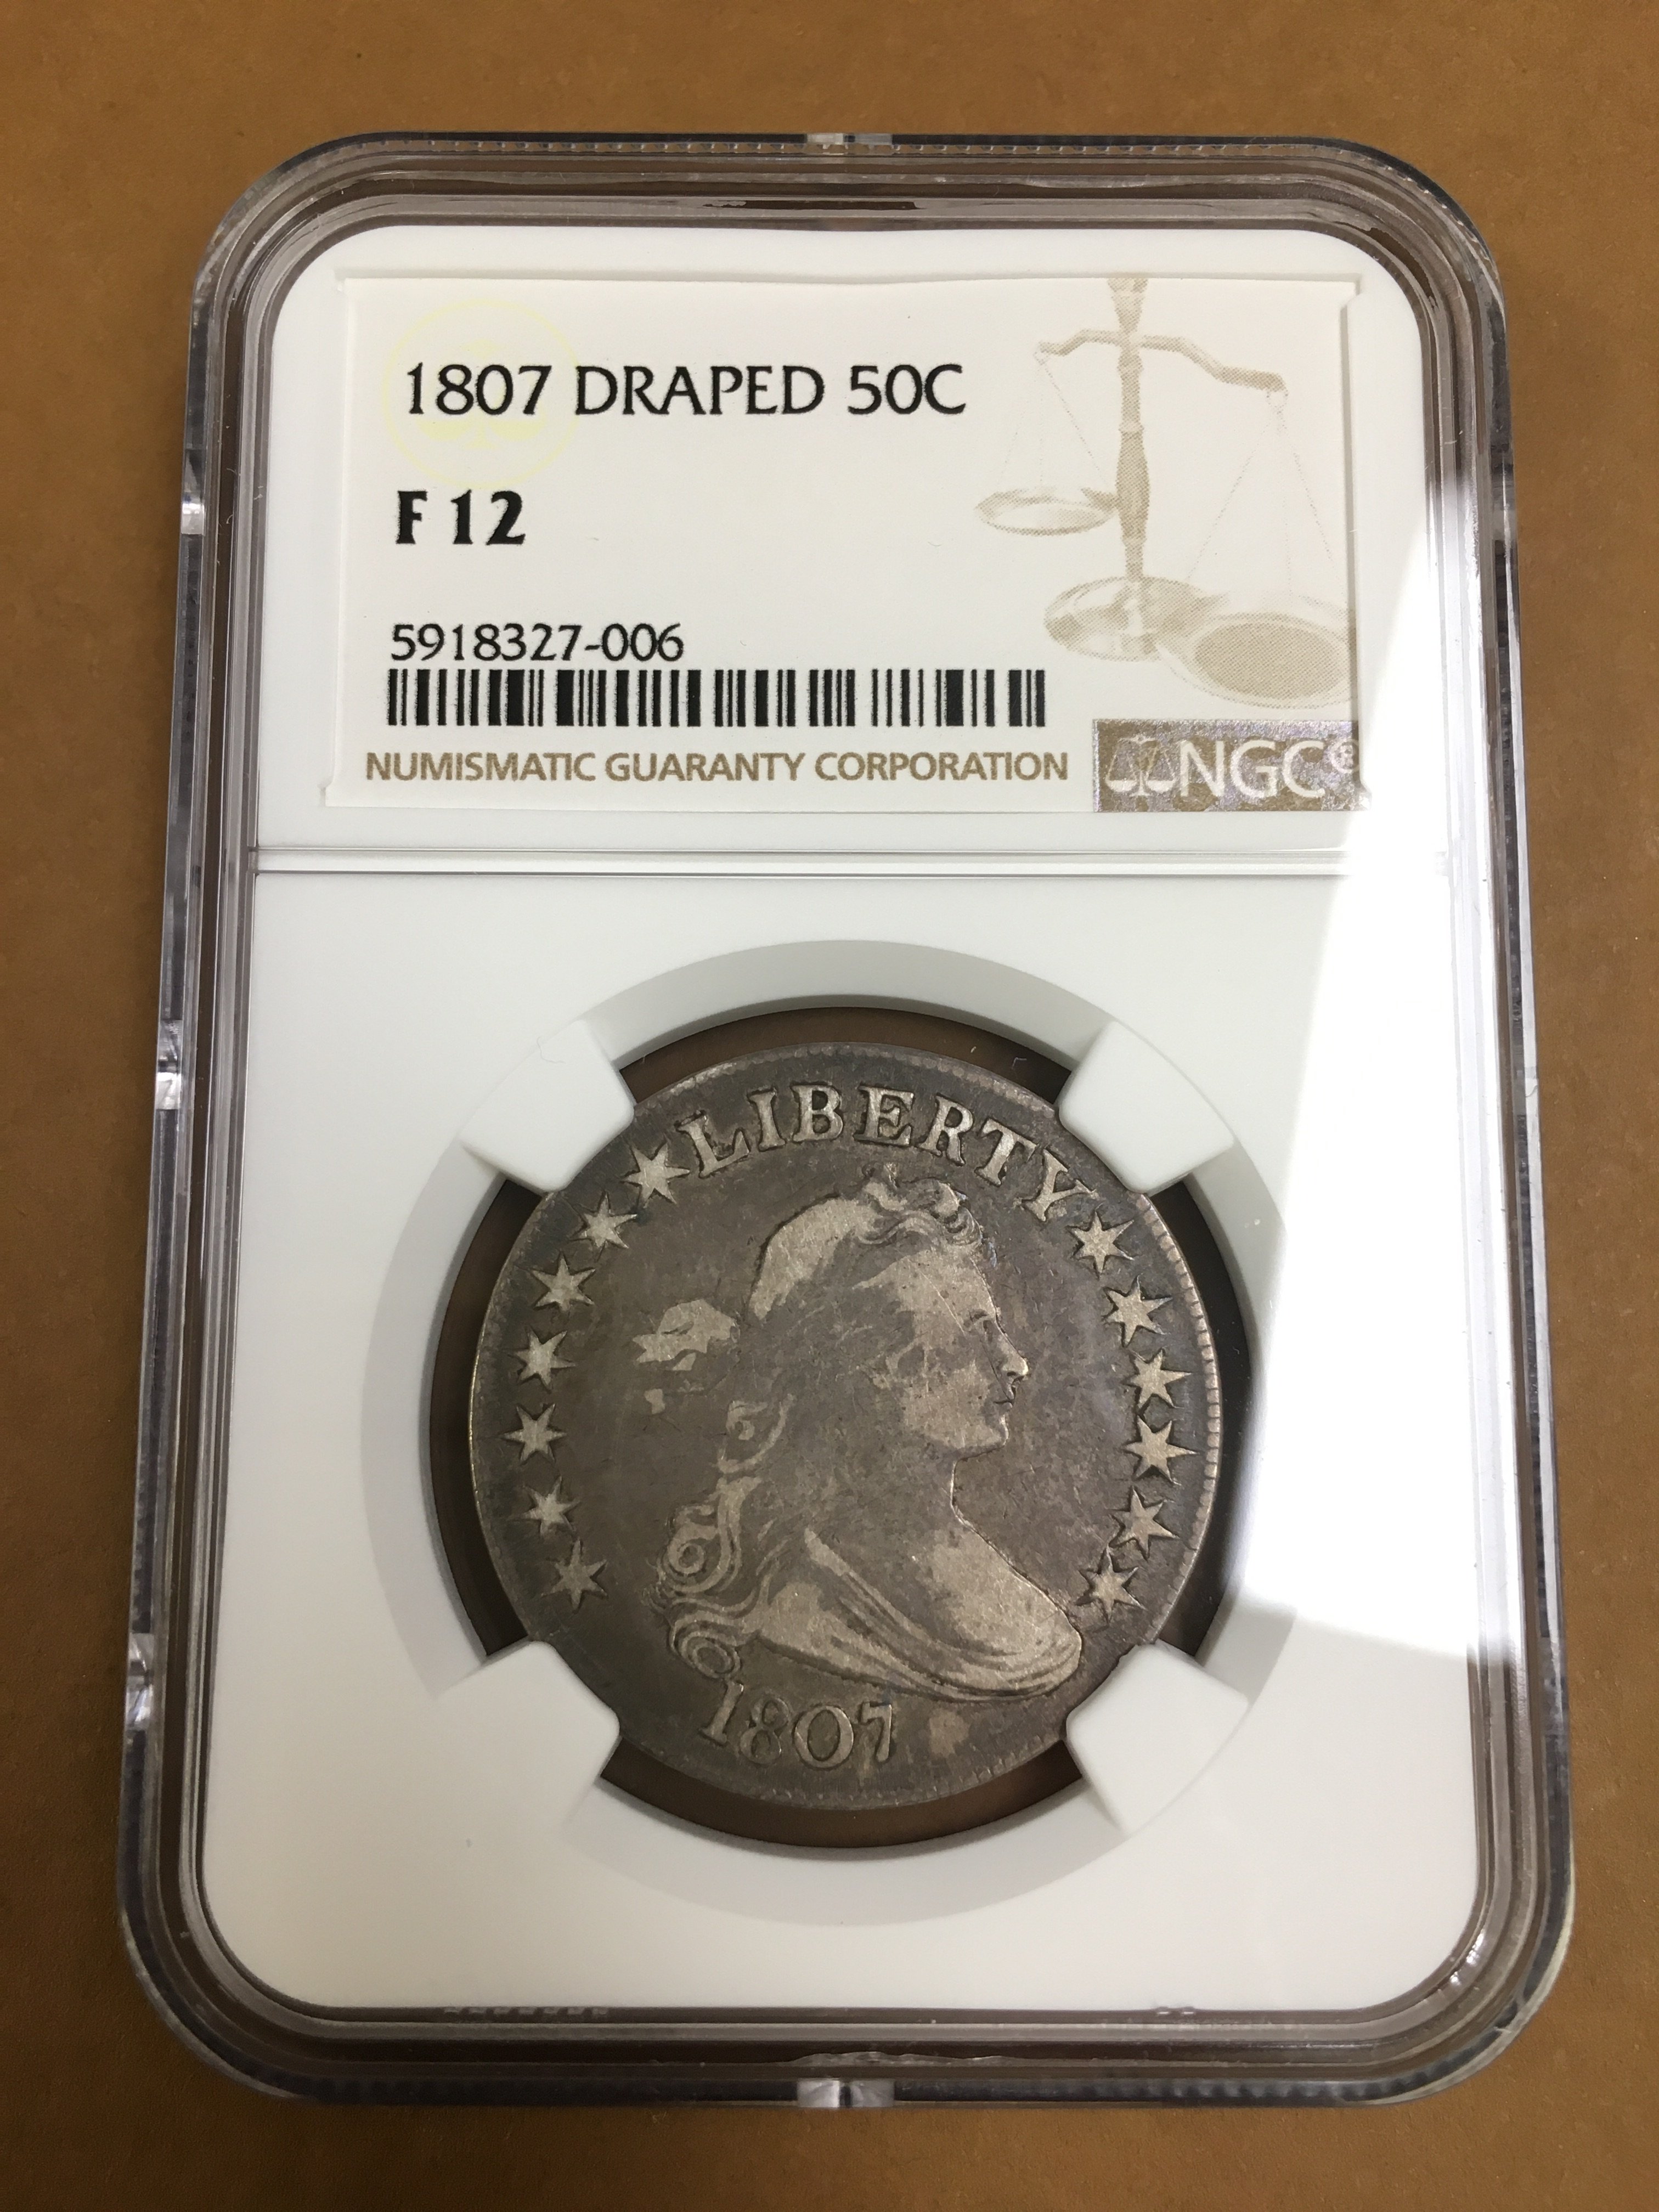 1807 DRAPED 50C
F 12
5918327-006
NUMISMATIC GUARANTY CORPORATION
NGC®
LIBERTY
1807